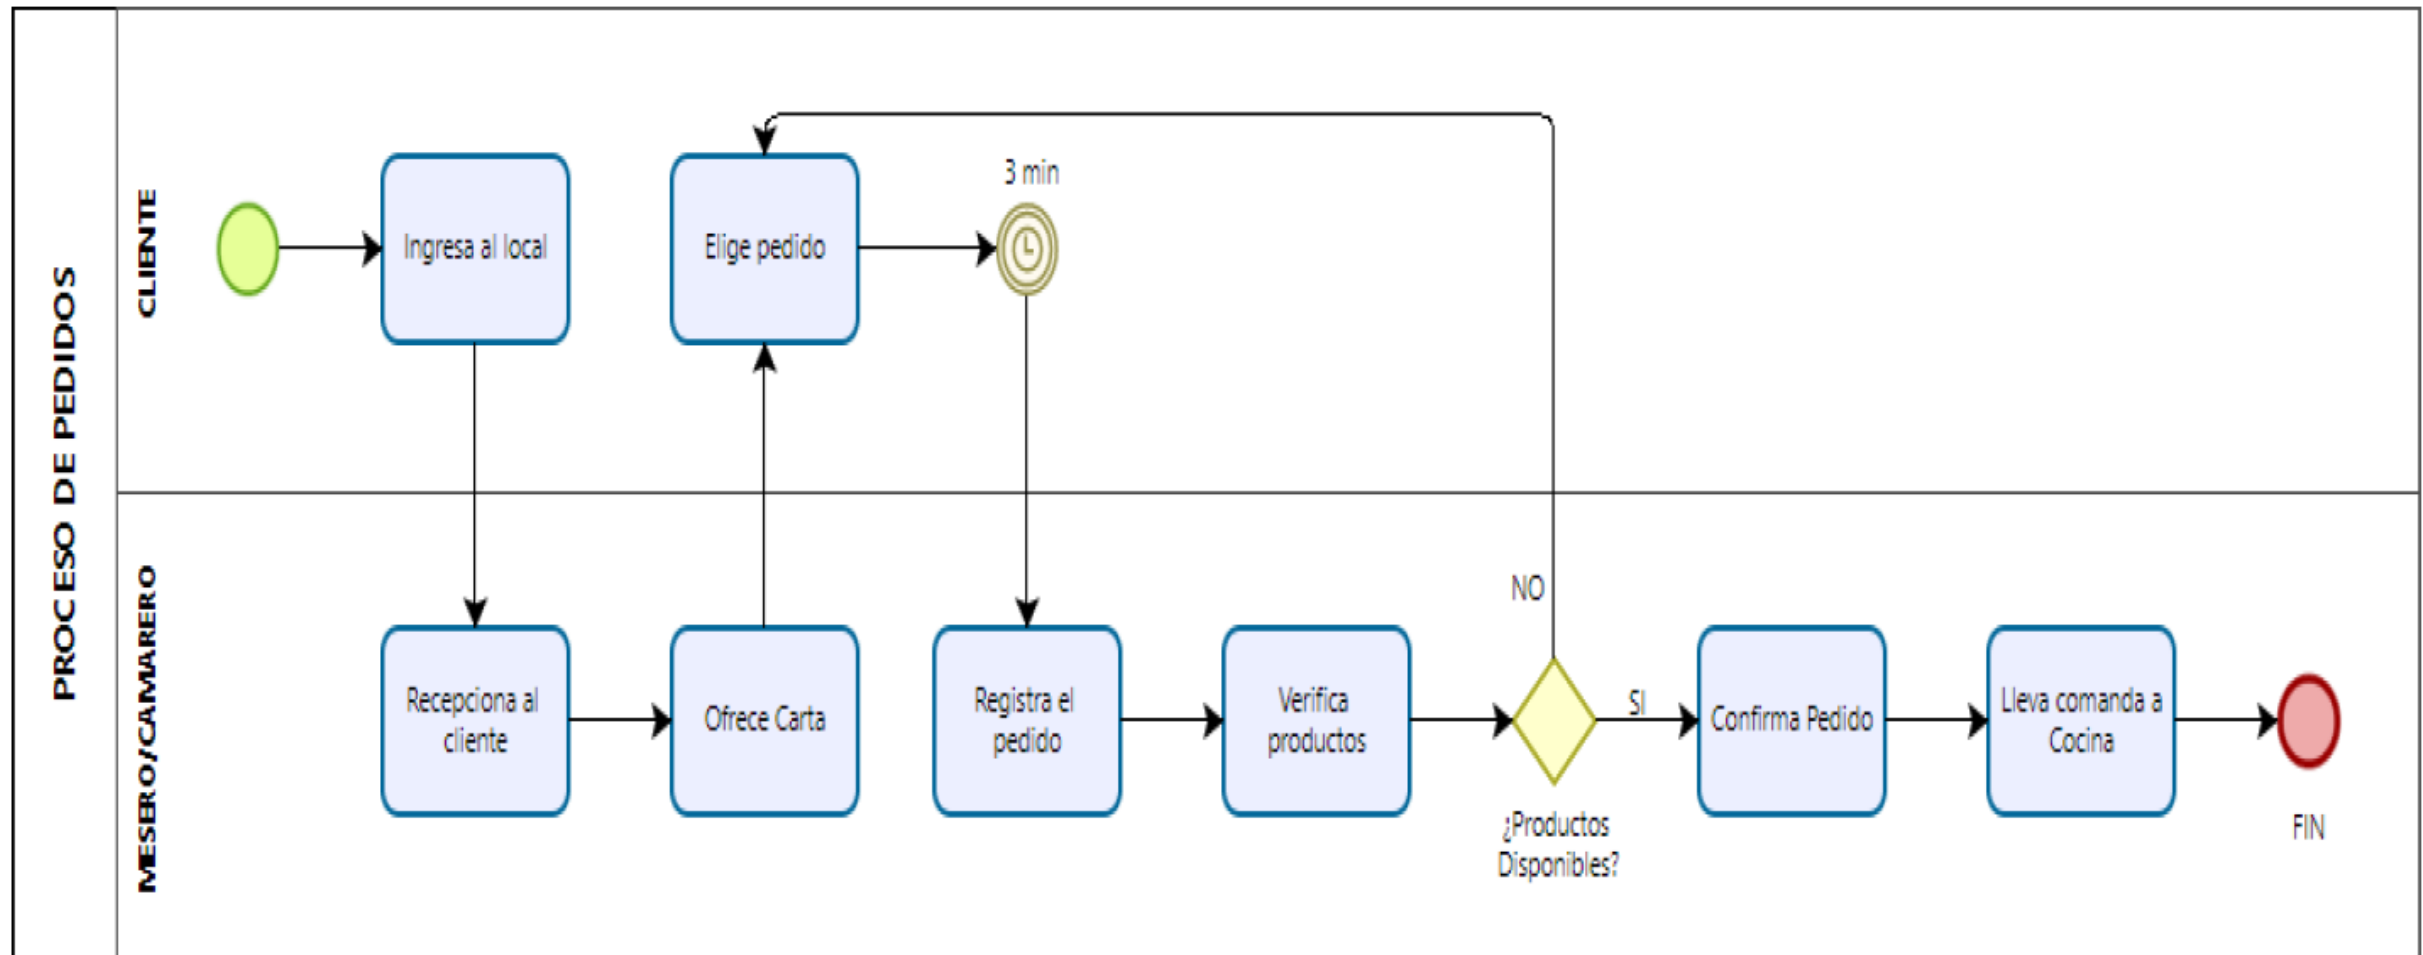 PROCESO DE PEDIDOS
CLIENTE
Ingresa al local
Elige pedido
3 min
MESERO/CAMARERO
Recepciona al
cliente
Ofrece Carta
Registra el
pedido
Verifica
productos
NO
¿Productos
Disponibles?
SI
Confirma Pedido
Lleva comanda a
Cocina
FIN